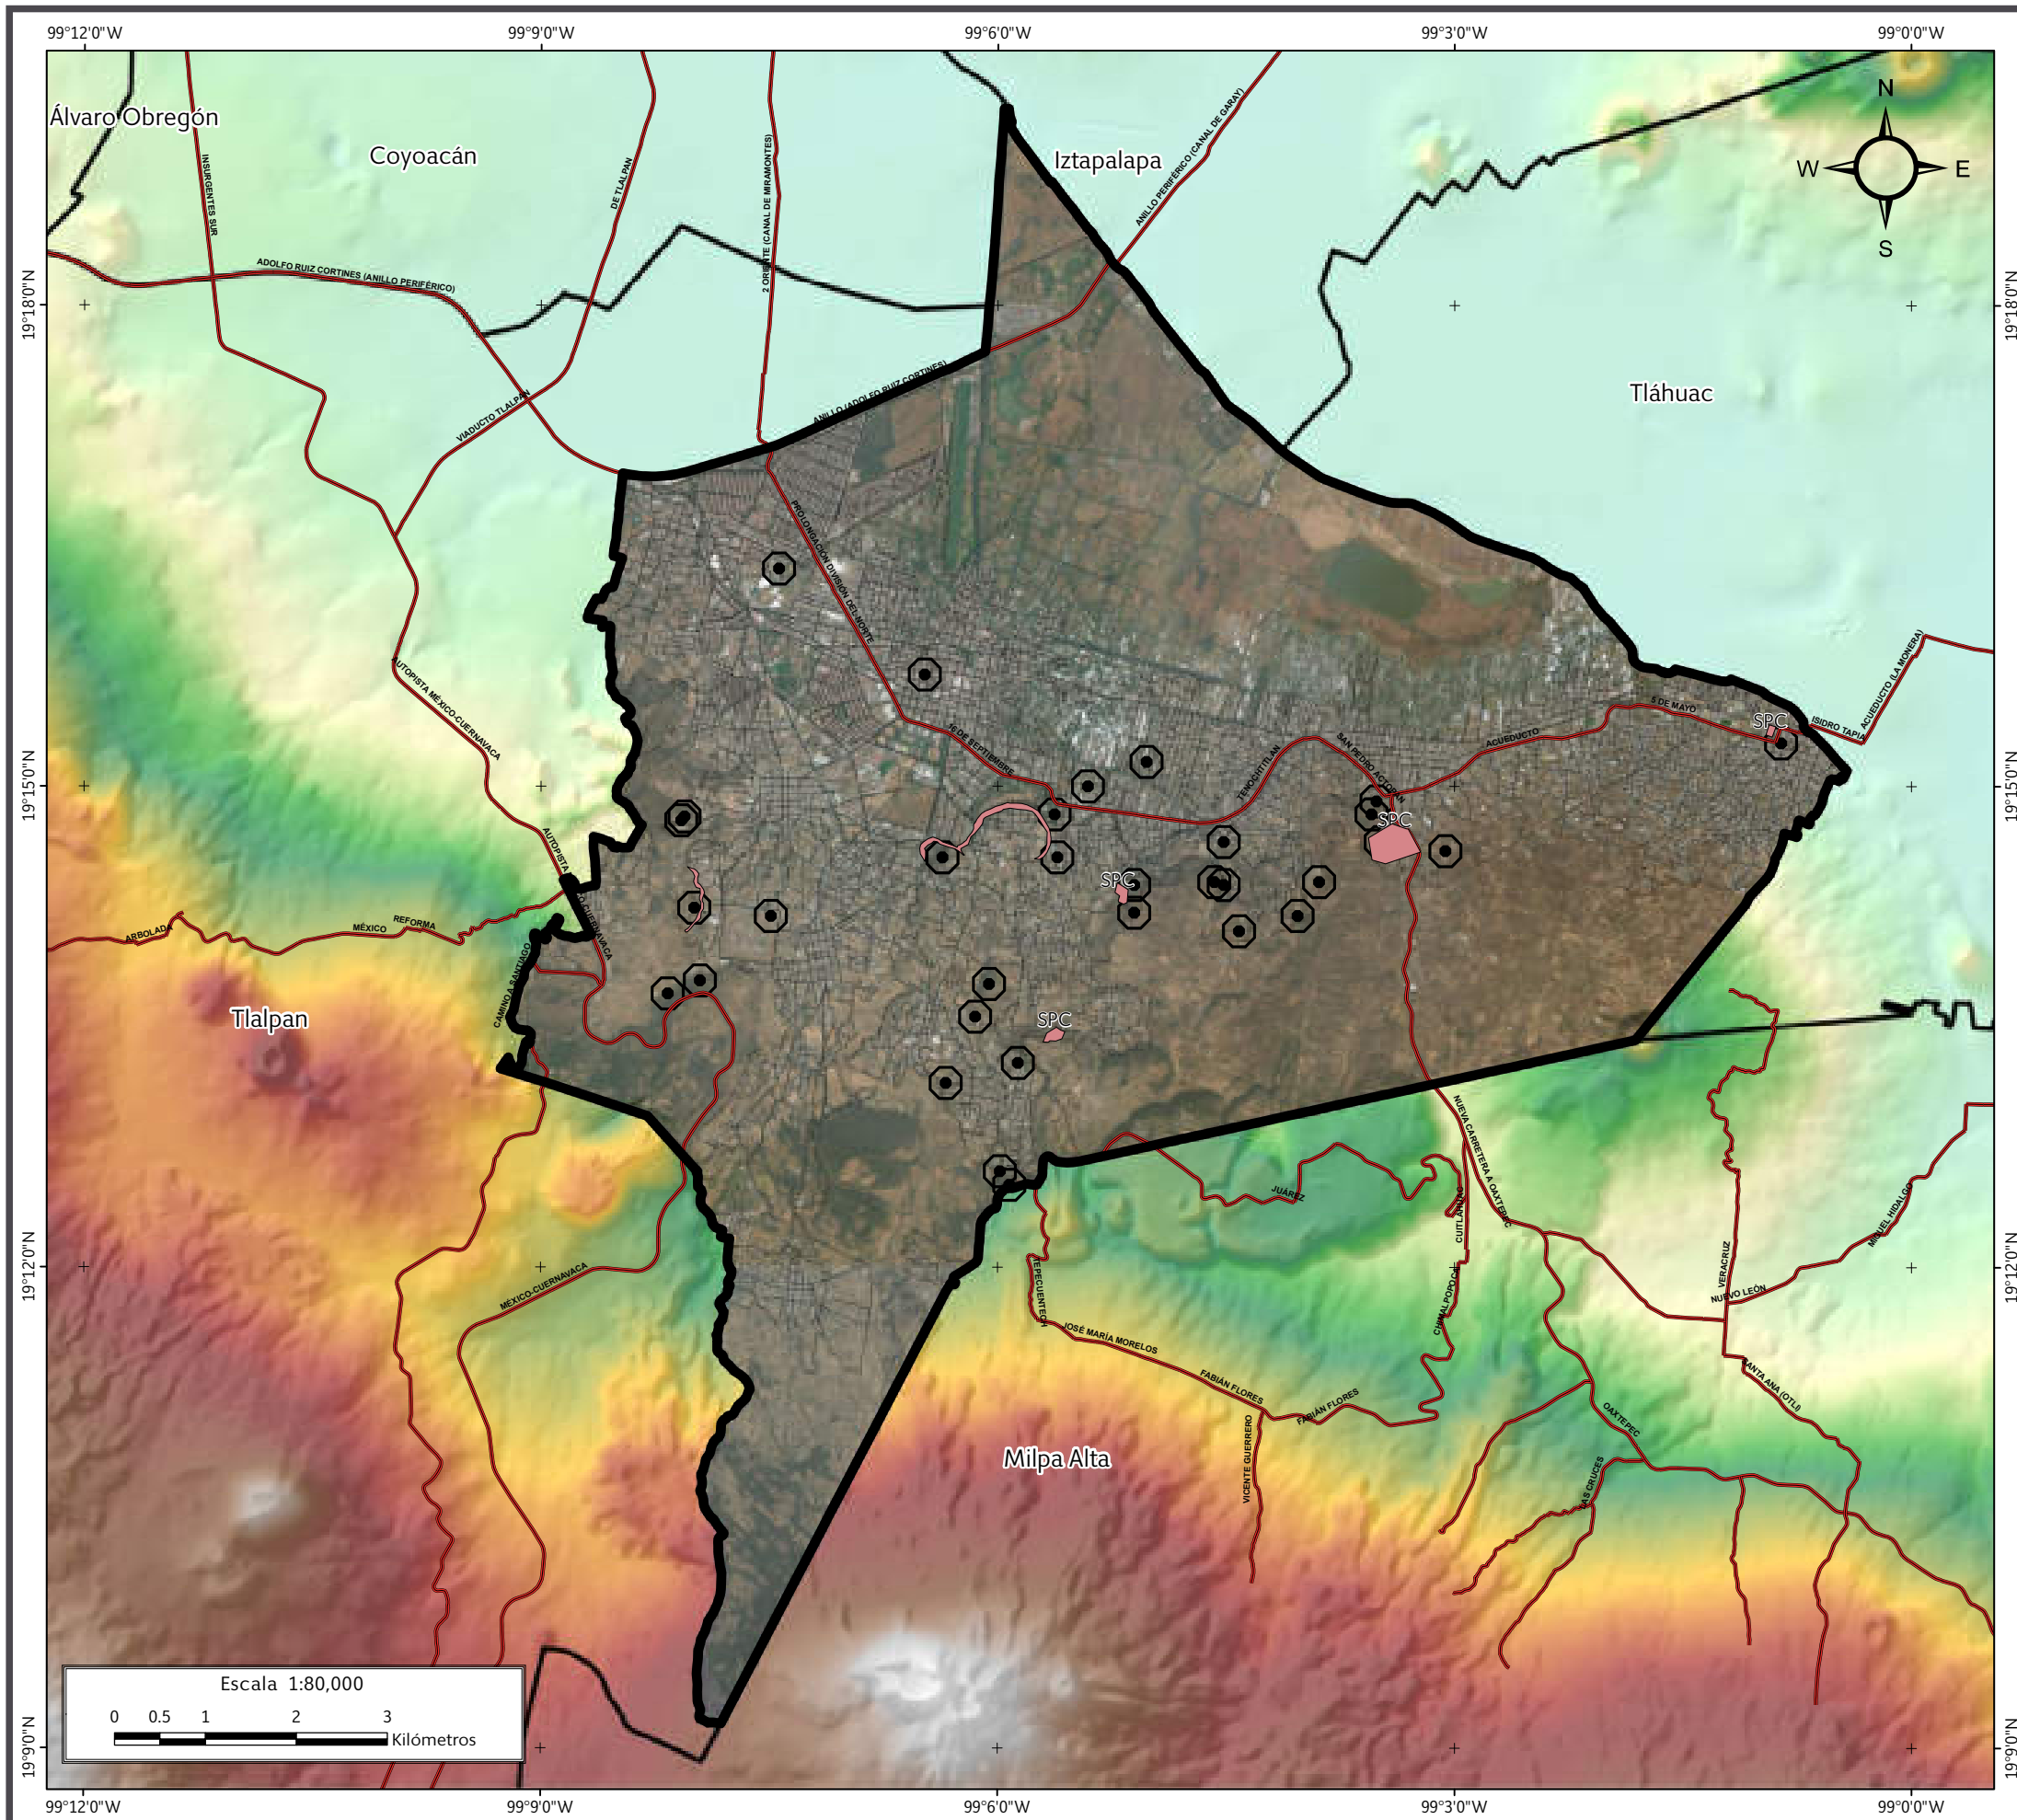 99°12'0"W
99°9'0"W
99°6'0"W
99°3'0"W
99°0'0"W
Álvaro Obregón
Coyoacán
Iztapalapa
N
W
E
S
INSURGENTES SUR
DE TLALPAN
2 ORIENTE (CANAL DE MIRAMONTES)
ANILLO PERIFÉRICO (CANAL DE GARAY)
ADOLFO RUIZ CORTINES (ANILLO PERIFÉRICO)
19°18'0"N
19°18'0"N
VIADUCTO TLALPAN
ANILLO (ADOLFO RUIZ CORTINES)
Tláhuac
PROLONGACIÓN DIVISIÓN DEL NORTE
AUTOPISTA MÉXICO-CUERNAVACA
16 DE SEPTIEMBRE
TENOCHTITLAN
SAN PEDRO ACTOPAN
ACUEDUCTO
5 DE MAYO
SPC
ISIDRO TAPIA
ACUEDUCTO (LA MONERA)
19°15'0"N
19°15'0"N
AUTOPISTA
SPC
SPC
ARBOLADA
MÉXICO
REFORMA
CUERNAVACA
CAMINO A SANTIAGO
Tlalpan
SPC
NUEVA CARRETERA A OAXTEPEC
JUÁREZ
CUITLÁHUAC
MIGUEL HIDALGO
19°12'0"N
19°12'0"N
MÉXICO-CUERNAVACA
TEPECUENTECH
CHIMALPOPOCA
VERACRUZ
NUEVO LEÓN
JOSÉ MARÍA MORELOS
FABIÁN FLORES
FABIÁN FLORES
SANTA ANA (OTLI)
OAXTEPEC
VICENTE GUERRERO
LAS CRUCES
Milpa Alta
Escala 1:80,000
0 0.5 1 2 3
Kilómetros
19°9'0"N
19°9'0"N
99°12'0"W
99°9'0"W
99°6'0"W
99°3'0"W
99°0'0"W